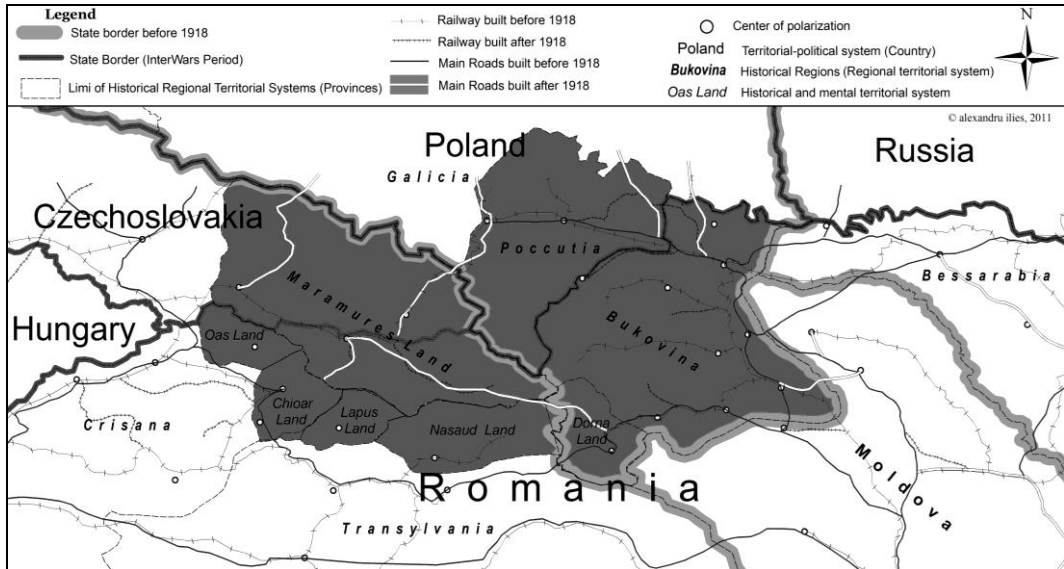 Legend
State border before 1918
State Border (InterWars Period)
Limi of Historical Regional Territorial Systems (Provinces)
Railway built before 1918
Railway built after 1918
Main Roads built before 1918
Main Roads built after 1918
Center of polarization
Poland Territorial-political system (Country)
Bukovina Historical Regions (Regional territorial system)
Oas Land Historical and mental territorial system
N
© alexandru ilies, 2011
Poland
Russia
Galicia
Czechoslovakia
Poccutia
Bessarabia
Maramures Land
Hungary
Bukovina
Oas Land
Chioar
Land
Lapus
Land
Crisana
Nasaud Land
Dorna
Land
Romania
Moldova
Transylvania